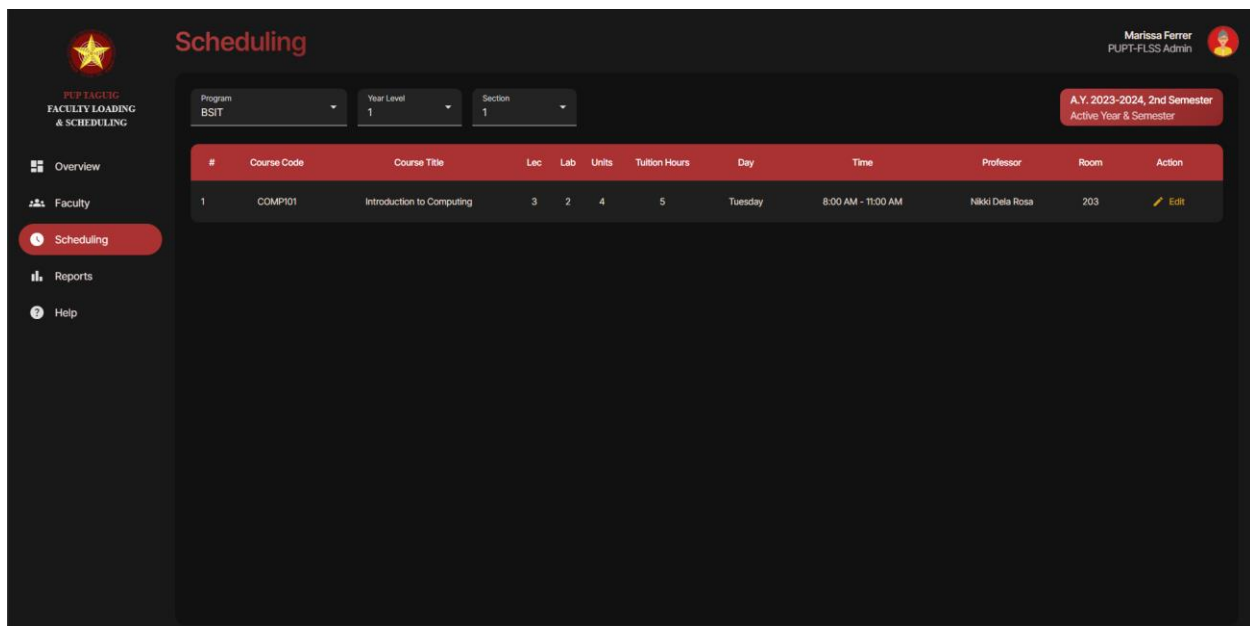 Scheduling
Marissa Ferrer
PUPT-FLSS Admin
PUP TAGUIG
FACULTY LOADING
& SCHEDULING
Overview
Faculty
Scheduling
Reports
Help
Program
BSIT
Year Level
1
Section
1
A.Y. 2023-2024, 2nd Semester
Active Year & Semester
# Course Code Course Title Lec Lab Units Tuition Hours Day Time Professor Room Action
1 COMP101 Introduction to Computing 3 2 4 5 Tuesday 8:00 AM - 11:00 AM Nikki Dela Rosa 203 Edit